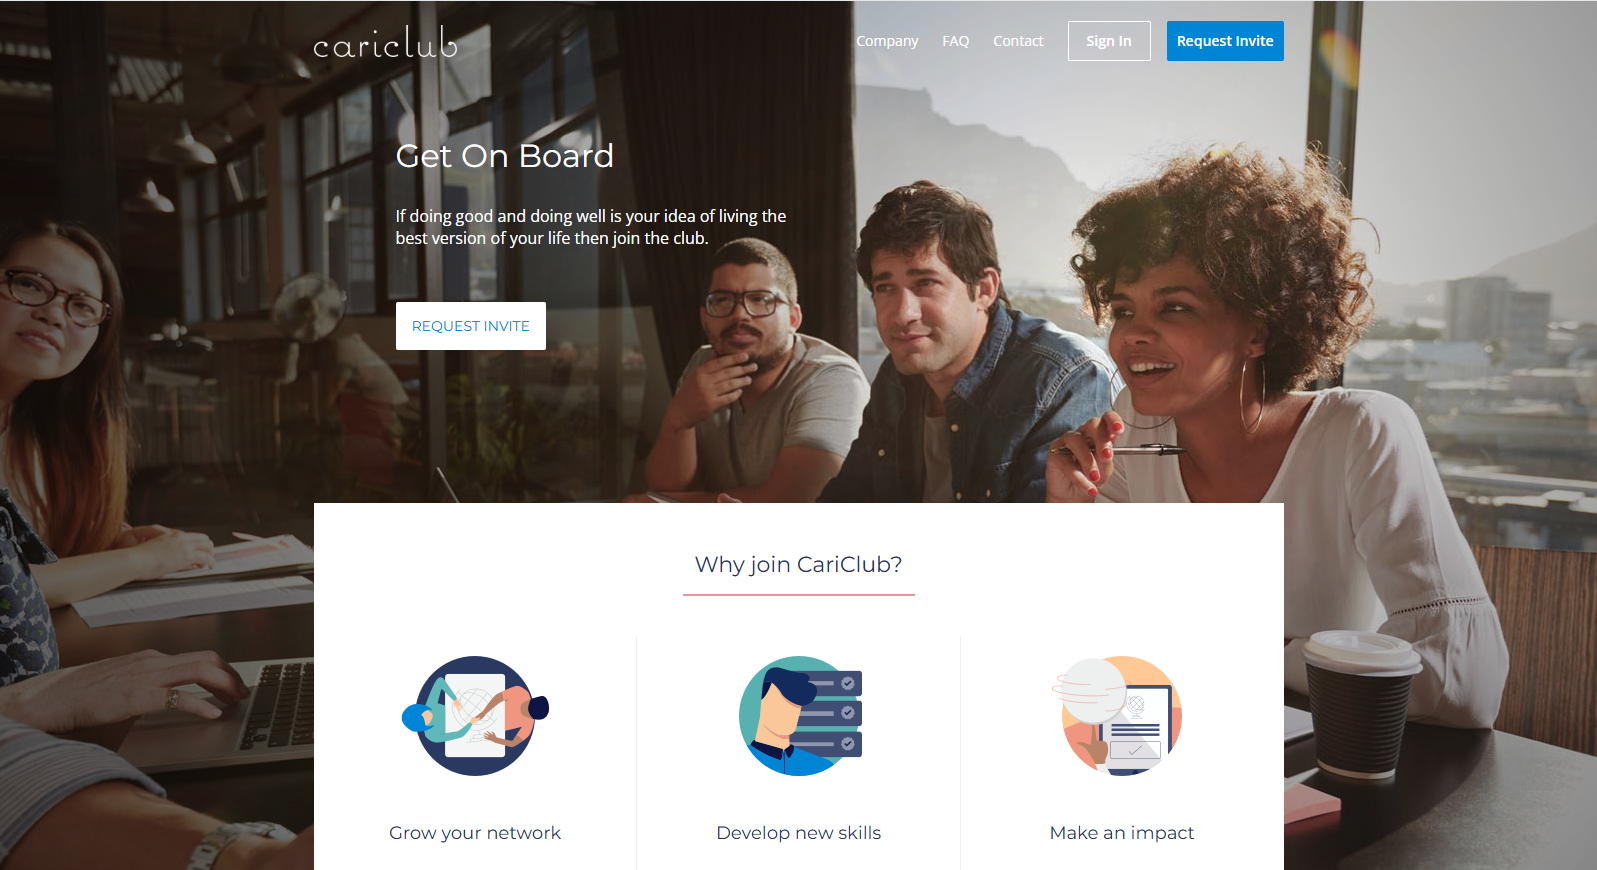 cariclub
Company FAQ Contact Sign In Request Invite
Get On Board
If doing good and doing well is your idea of living the
best version of your life then join the club.
REQUEST INVITE
Why join CariClub?
Grow your network
Develop new skills
Make an impact